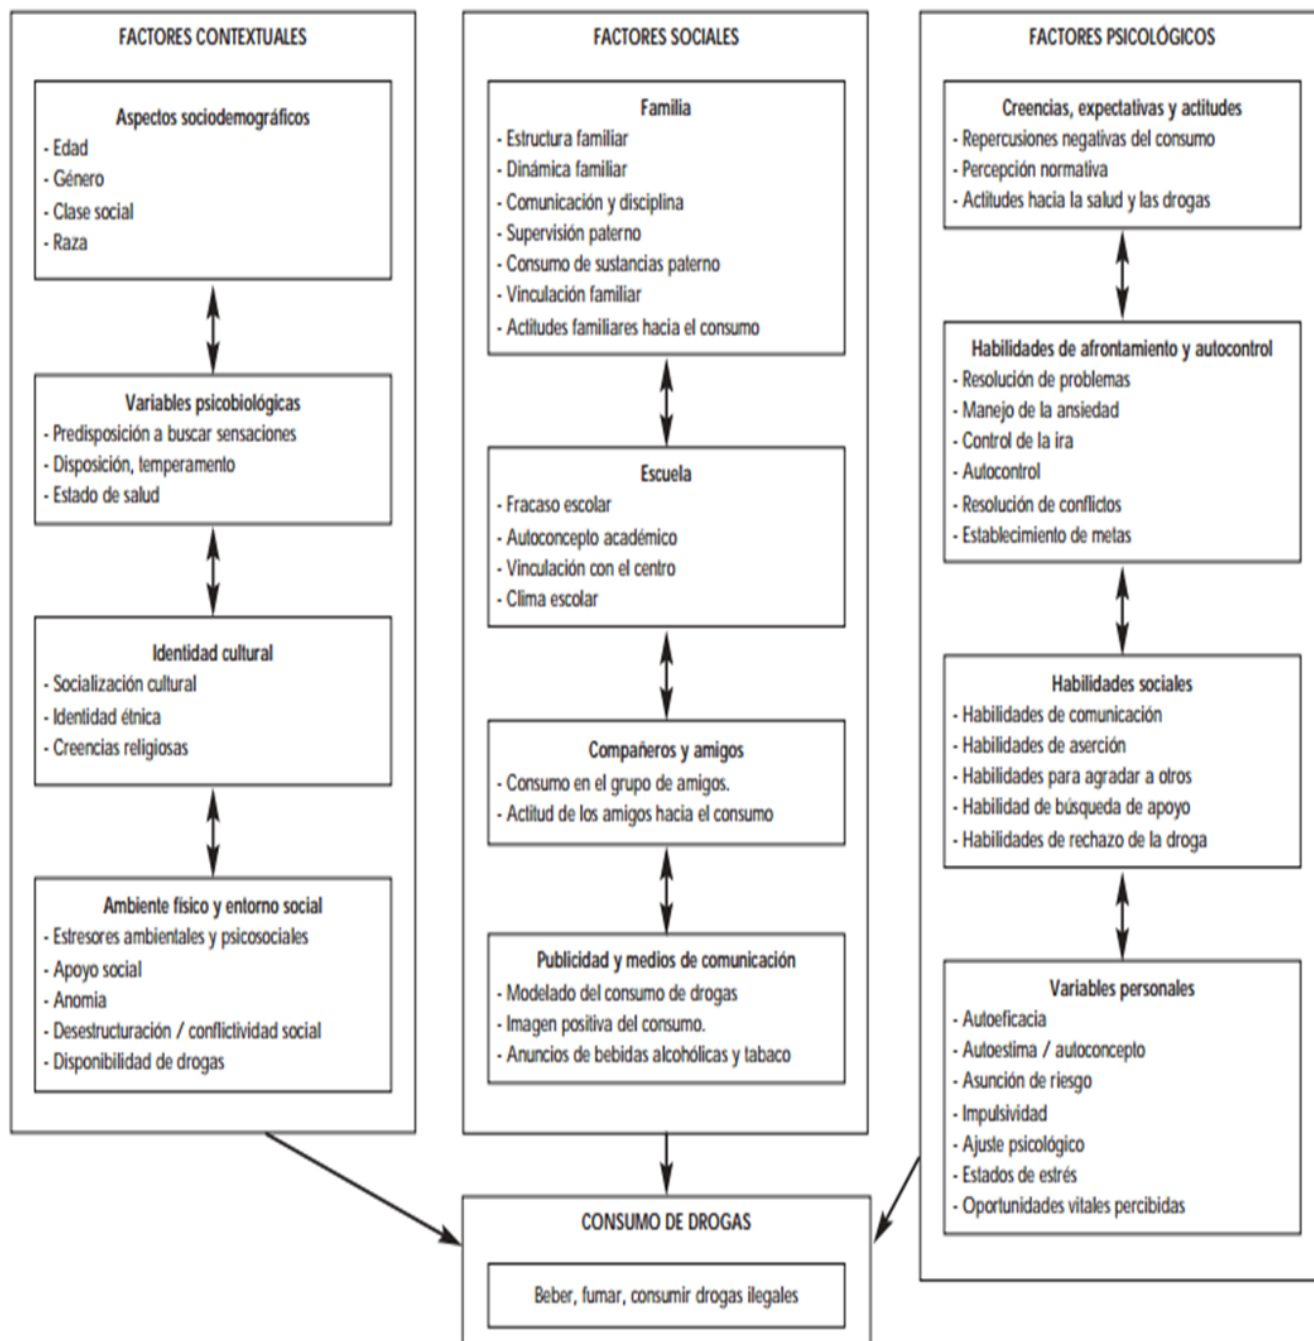 FACTORES CONTEXTUALES
Aspectos sociodemográficos
- Edad
- Género
- Clase social
- Raza
Variables psicobiológicas
- Predisposición a buscar sensaciones
- Disposición, temperamento
- Estado de salud
Identidad cultural
- Socialización cultural
- Identidad étnica
- Creencias religiosas
Ambiente físico y entorno social
- Estresores ambientales y psicosociales
- Apoyo social
- Anomia
- Desestructuración / conflictividad social
- Disponibilidad de drogas
FACTORES SOCIALES
Familia
- Estructura familiar
- Dinámica familiar
- Comunicación y disciplina
- Supervisión paterno
- Consumo de sustancias paterno
- Vinculación familiar
- Actitudes familiares hacia el consumo
Escuela
- Fracaso escolar
- Autoconcepto académico
- Vinculación con el centro
- Clima escolar
Compañeros y amigos
- Consumo en el grupo de amigos.
- Actitud de los amigos hacia el consumo
Publicidad y medios de comunicación
- Modelado del consumo de drogas
- Imagen positiva del consumo.
- Anuncios de bebidas alcohólicas y tabaco
FACTORES PSICOLÓGICOS
Creencias, expectativas y actitudes
- Repercusiones negativas del consumo
- Percepción normativa
- Actitudes hacia la salud y las drogas
Habilidades de afrontamiento y autocontrol
- Resolución de problemas
- Manejo de la ansiedad
- Control de la ira
- Autocontrol
- Resolución de conflictos
- Establecimiento de metas
Habilidades sociales
- Habilidades de comunicación
- Habilidades de aserción
- Habilidades para agradar a otros
- Habilidad de búsqueda de apoyo
- Habilidades de rechazo de la droga
Variables personales
- Autoeficacia
- Autoestima / autoconcepto
- Asunción de riesgo
- Impulsividad
- Ajuste psicológico
- Estados de estrés
- Oportunidades vitales percibidas
CONSUMO DE DROGAS
Beber, fumar, consumir drogas ilegales